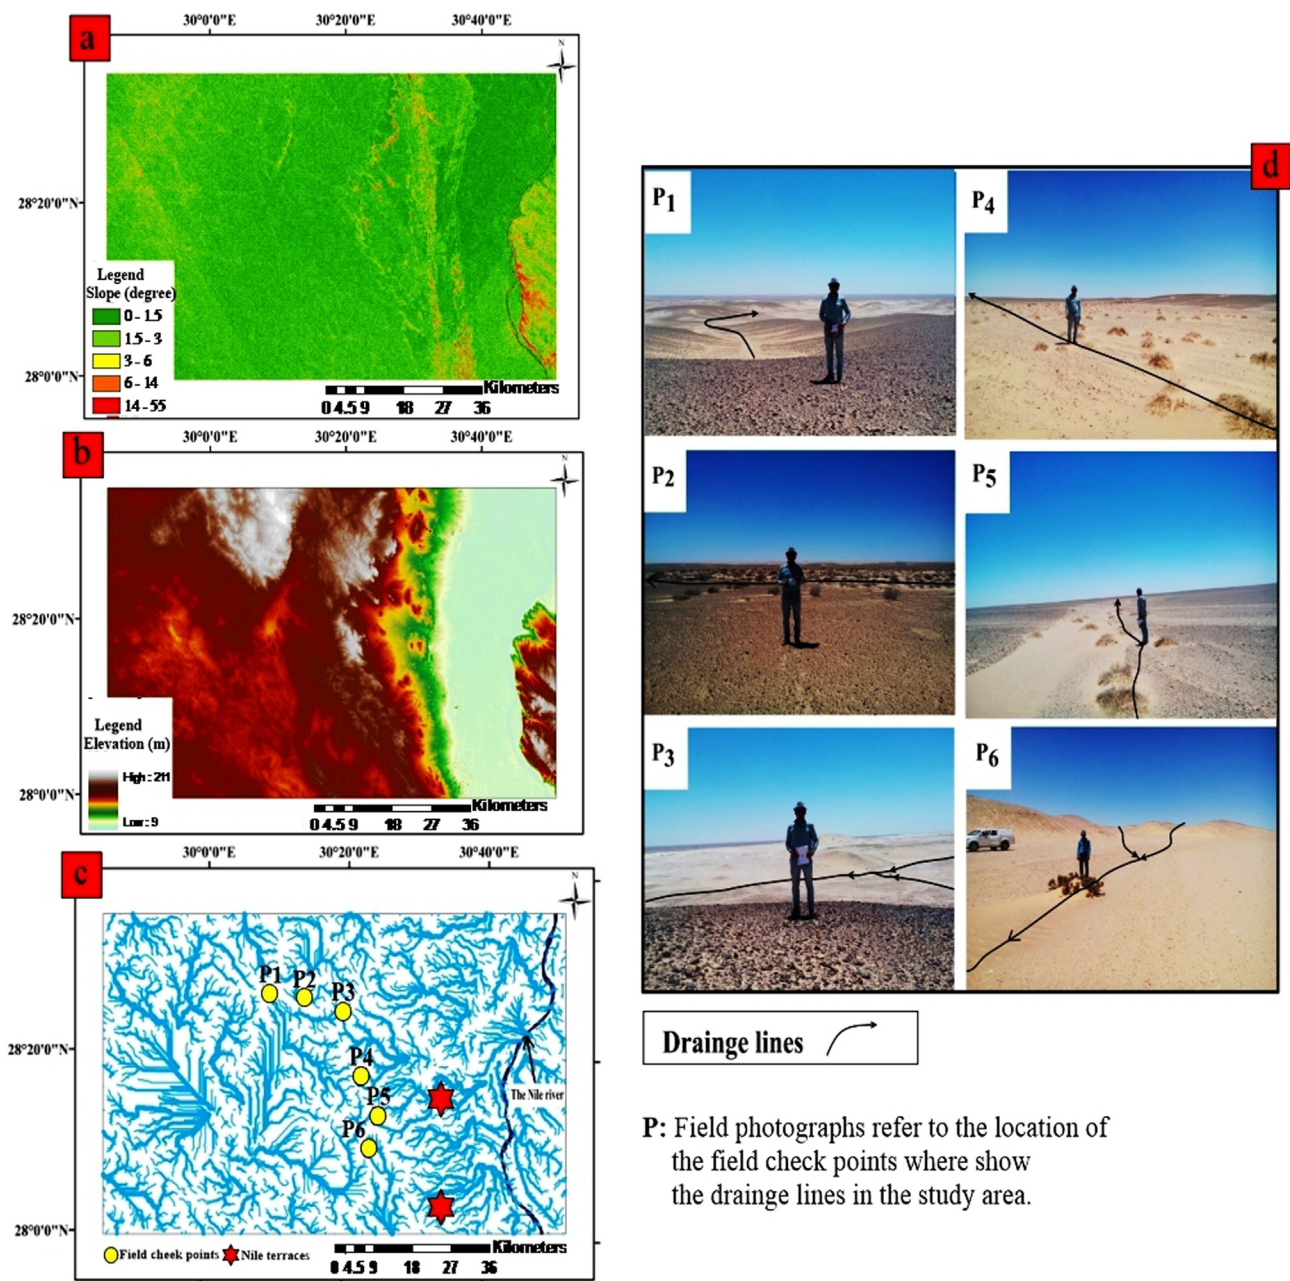 a
30°0'0"E 30°20'0"E 30°40'0"E
N
28°20'0"N
28°0'0"N
Legend
Slope (degree)
0 - 1.5
1.5 - 3
3 - 6
6 - 14
14 - 55
Kilometers
0 4.5 9 18 27 36
b
30°0'0"E 30°20'0"E 30°40'0"E
N
28°20'0"N
28°0'0"N
Legend
Elevation (m)
High : 211
Low : 9
Kilometers
0 4.5 9 18 27 36
c
30°0'0"E 30°20'0"E 30°40'0"E
N
28°20'0"N
28°0'0"N
P1 P2 P3
P4
P5
P6
The Nile river
Field cheek points Nile terraces
Kilometers
0 4.5 9 18 27 36
d
P1 P4
P2 P5
P3 P6
Drainge lines
P: Field photographs refer to the location of
the field check points where show
the drainge lines in the study area.